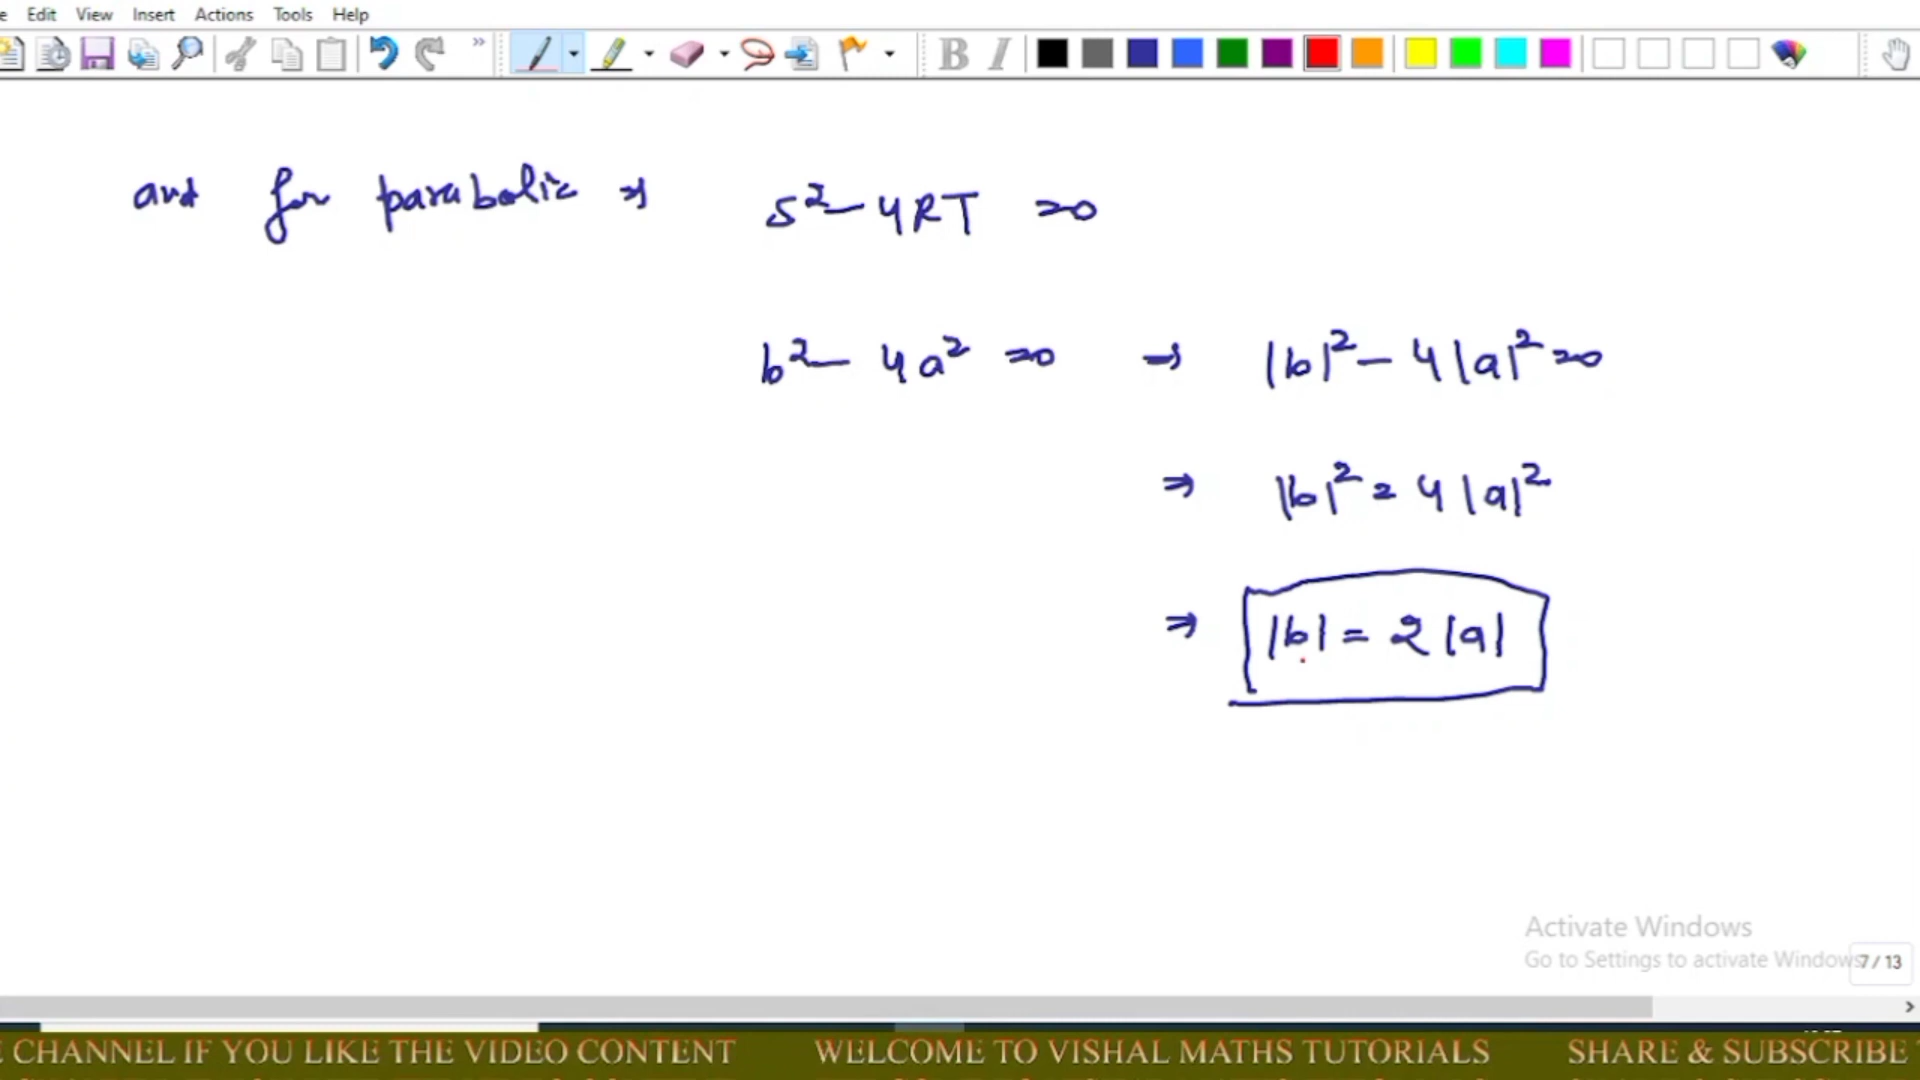 Edit View Insert Actions Tools Help
B I
and for parabolic ⇒ S² - 4RT = 0
b² - 4a² = 0 ⇒ |b|² - 4|a|² = 0
⇒ |b|² = 4|a|²
⇒ |b| = 2|a|
Activate Windows
Go to Settings to activate Windows
7 / 13
CHANNEL IF YOU LIKE THE VIDEO CONTENT WELCOME TO VISHAL MATHS TUTORIALS SHARE & SUBSCRIBE